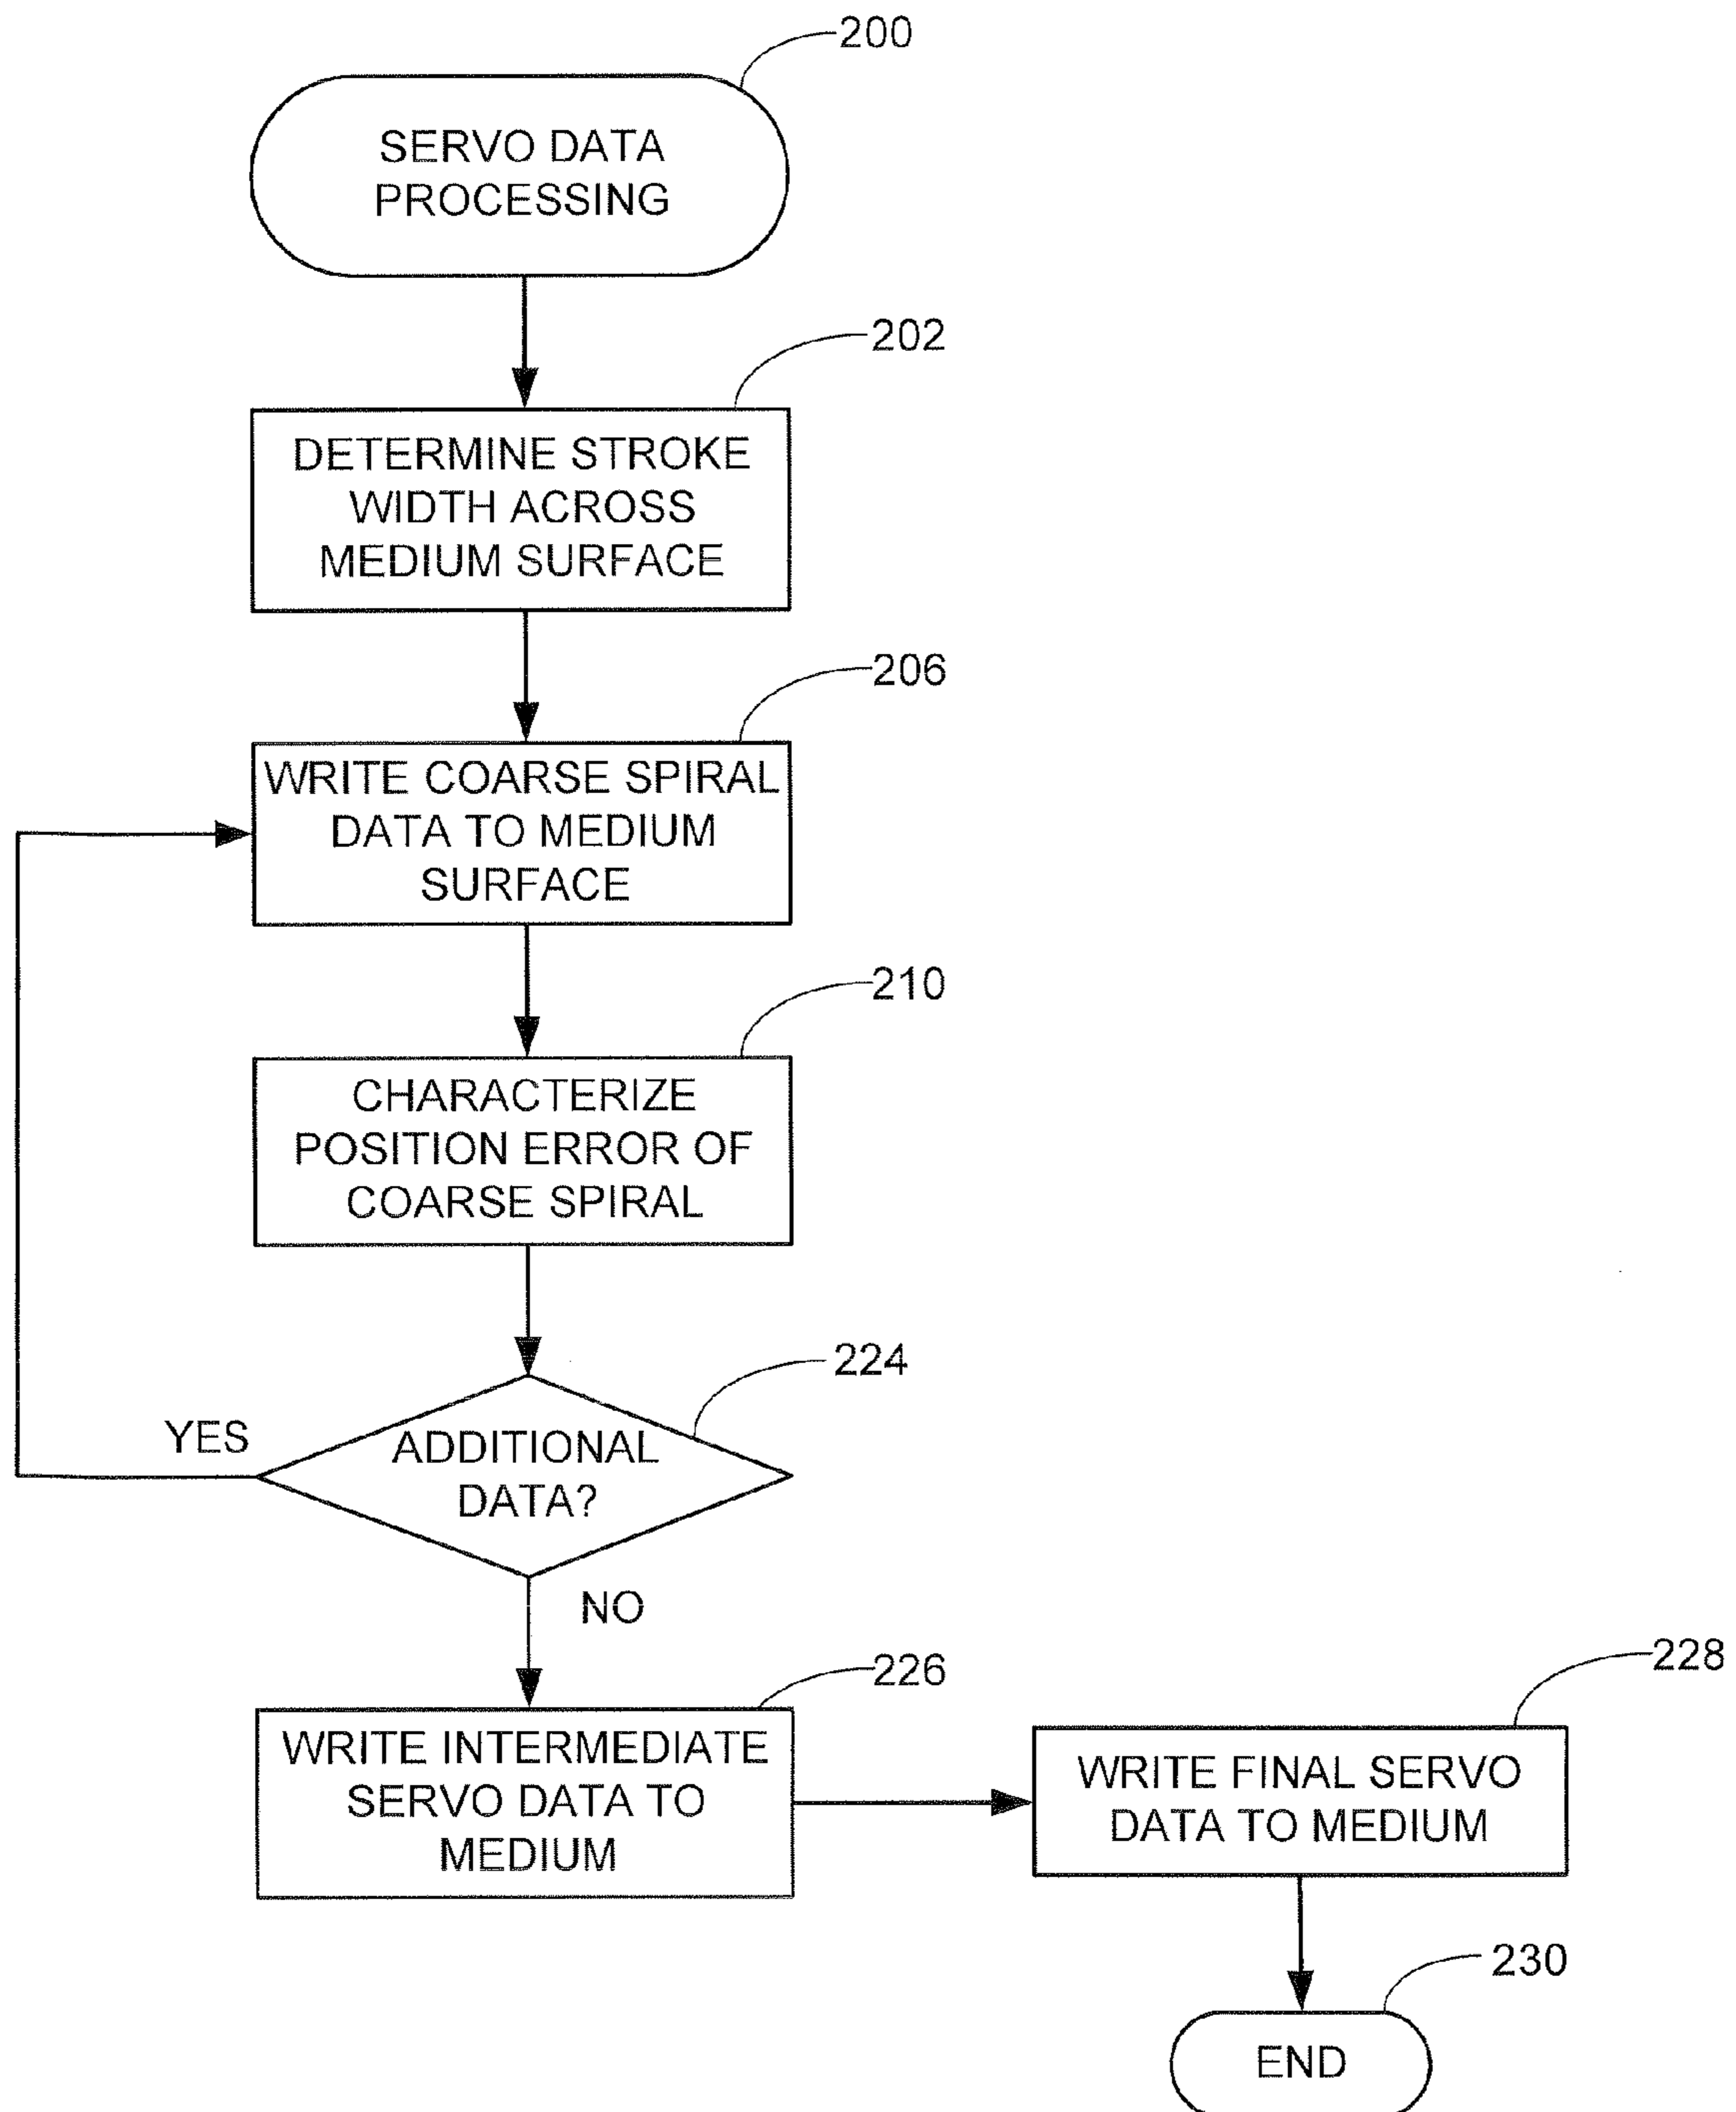 200
SERVO DATA
PROCESSING
202
DETERMINE STROKE
WIDTH ACROSS
MEDIUM SURFACE
206
WRITE COARSE SPIRAL
DATA TO MEDIUM
SURFACE
210
CHARACTERIZE
POSITION ERROR OF
COARSE SPIRAL
224
YES
ADDITIONAL
DATA?
NO
226
WRITE INTERMEDIATE
SERVO DATA TO
MEDIUM
228
WRITE FINAL SERVO
DATA TO MEDIUM
230
END